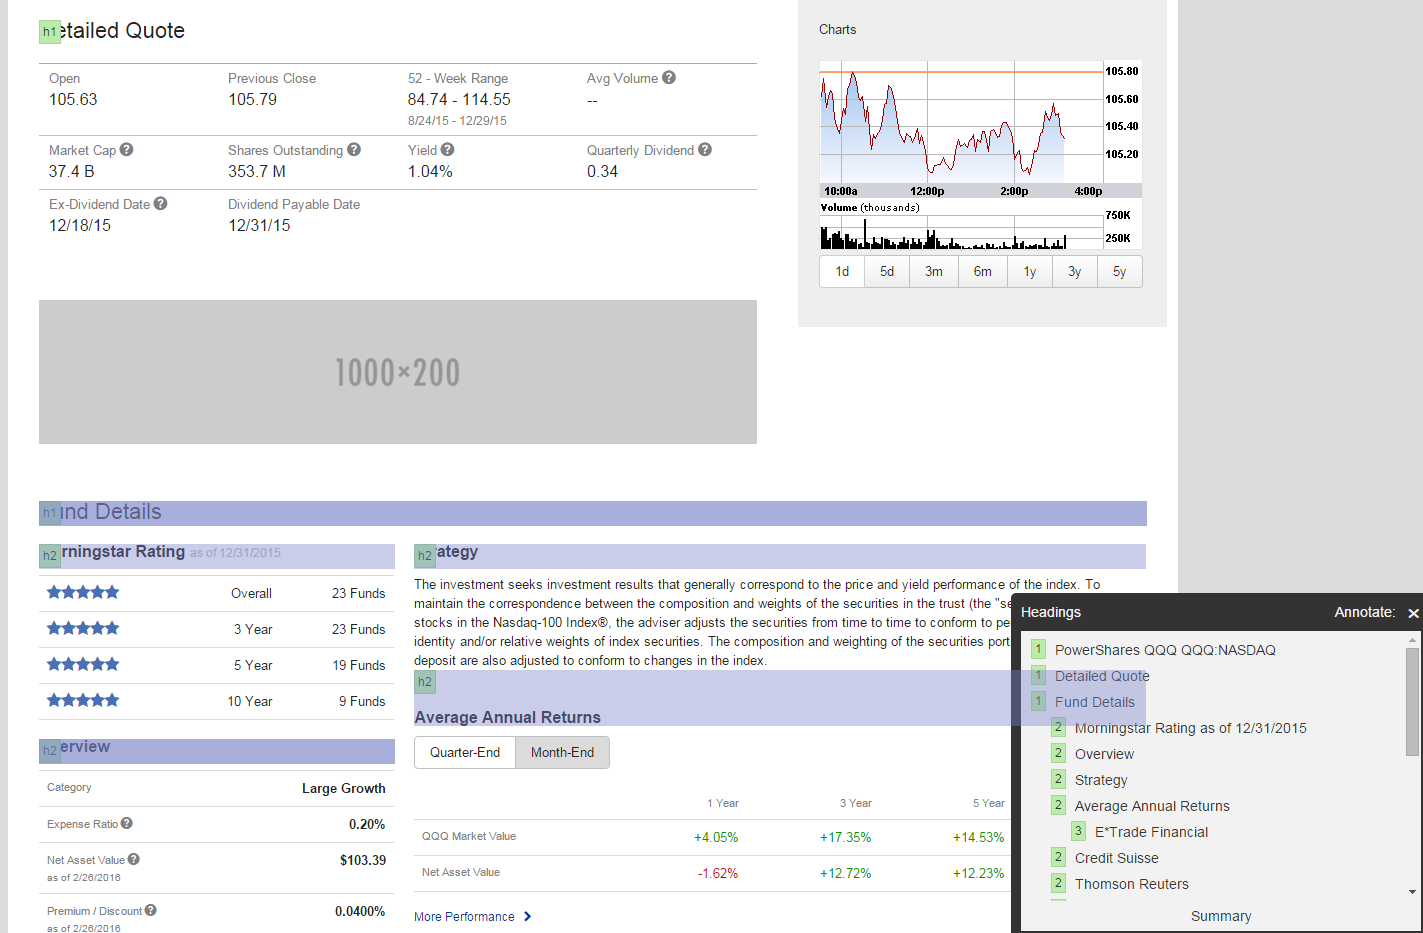 h1 etailed Quote
Open
105.63
Previous Close
105.79
52 - Week Range
84.74 - 114.55
8/24/15 - 12/29/15
Avg Volume
--
Market Cap
37.4 B
Shares Outstanding
353.7 M
Yield
1.04%
Quarterly Dividend
0.34
Ex-Dividend Date
12/18/15
Dividend Payable Date
12/31/15
Charts
105.80
105.60
105.40
105.20
10:00a 12:00p 2:00p 4:00p
Volume (thousands)
750K
250K
1d 5d 3m 6m 1y 3y 5y
1000×200
h1 und Details
h2 rningstar Rating as of 12/31/2015
Overall 23 Funds
3 Year 23 Funds
5 Year 19 Funds
10 Year 9 Funds
h2 erview
Category Large Growth
Expense Ratio 0.20%
Net Asset Value $103.39
as of 2/26/2016
Premium / Discount 0.0400%
as of 2/26/2016
h2 ategy
The investment seeks investment results that generally correspond to the price and yield performance of the index. To
maintain the correspondence between the composition and weights of the securities in the trust (the "se
stocks in the Nasdaq-100 Index®, the adviser adjusts the securities from time to time to conform to pe
identity and/or relative weights of index securities. The composition and weighting of the securities port
deposit are also adjusted to conform to changes in the index.
h2
Average Annual Returns
Quarter-End Month-End
1 Year 3 Year 5 Year
QQQ Market Value +4.05% +17.35% +14.53%
Net Asset Value -1.62% +12.72% +12.23%
More Performance
Headings Annotate: ×
1 PowerShares QQQ QQQ:NASDAQ
1 Detailed Quote
1 Fund Details
2 Morningstar Rating as of 12/31/2015
2 Overview
2 Strategy
2 Average Annual Returns
3 E*Trade Financial
2 Credit Suisse
2 Thomson Reuters
Summary